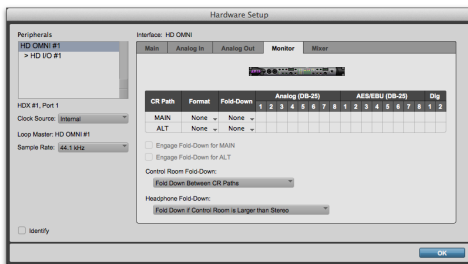 Hardware Setup
Peripherals
HD OMNI #1
> HD I/O #1
HDX #1, Port 1
Clock Source: Internal
Loop Master: HD OMNI #1
Sample Rate: 44.1 kHz
Identify
Interface: HD OMNI
Main Analog In Analog Out Monitor Mixer
Analog (DB-25) AES/EBU (DB-25) Dig
CR Path Format Fold-Down 1 2 3 4 5 6 7 8 1 2 3 4 5 6 7 8 1 2
MAIN None None
ALT None None
Engage Fold-Down for MAIN
Engage Fold-Down for ALT
Control Room Fold-Down:
Fold Down Between CR Paths
Headphone Fold-Down:
Fold Down if Control Room is Larger than Stereo
OK